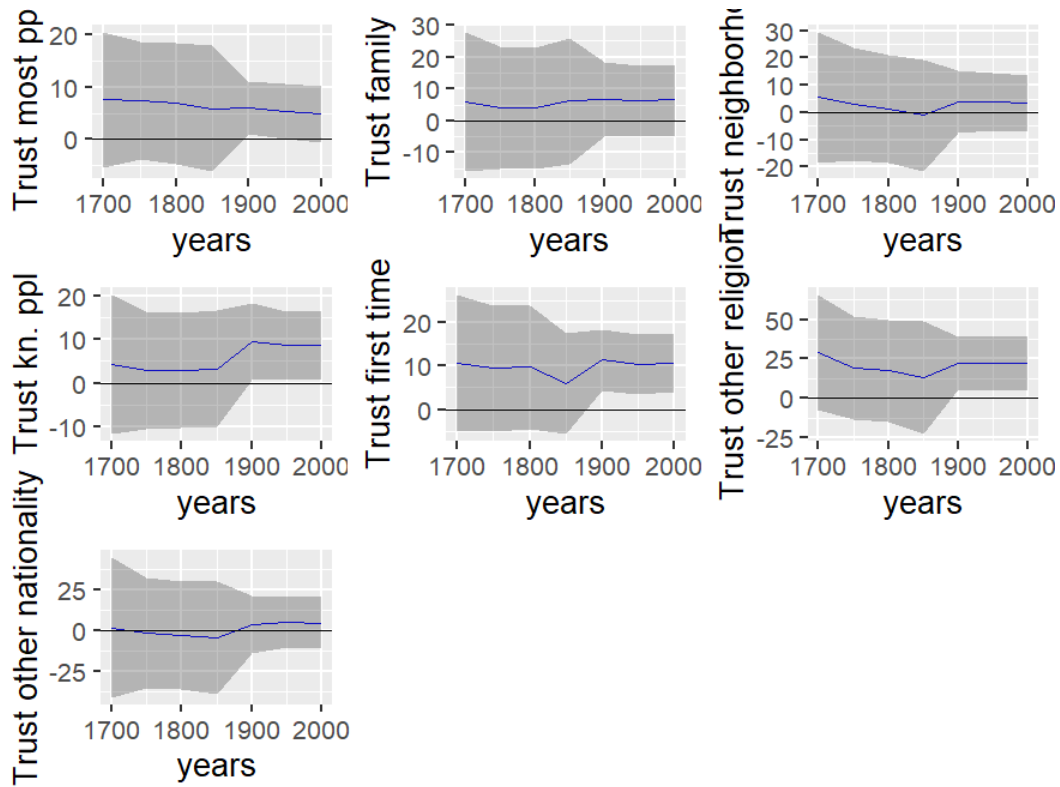 Trust most pp
20
10
0
1700 1800 1900 2000
years
Trust family
30
20
10
0
-10
1700 1800 1900 2000
years
Trust neighborho
30
20
10
0
-10
-20
1700 1800 1900 2000
years
Trust kn. ppl
20
10
0
-10
1700 1800 1900 2000
years
Trust first time
20
10
0
1700 1800 1900 2000
years
Trust other religion
50
25
0
-25
1700 1800 1900 2000
years
Trust other nationality
25
0
-25
1700 1800 1900 2000
years